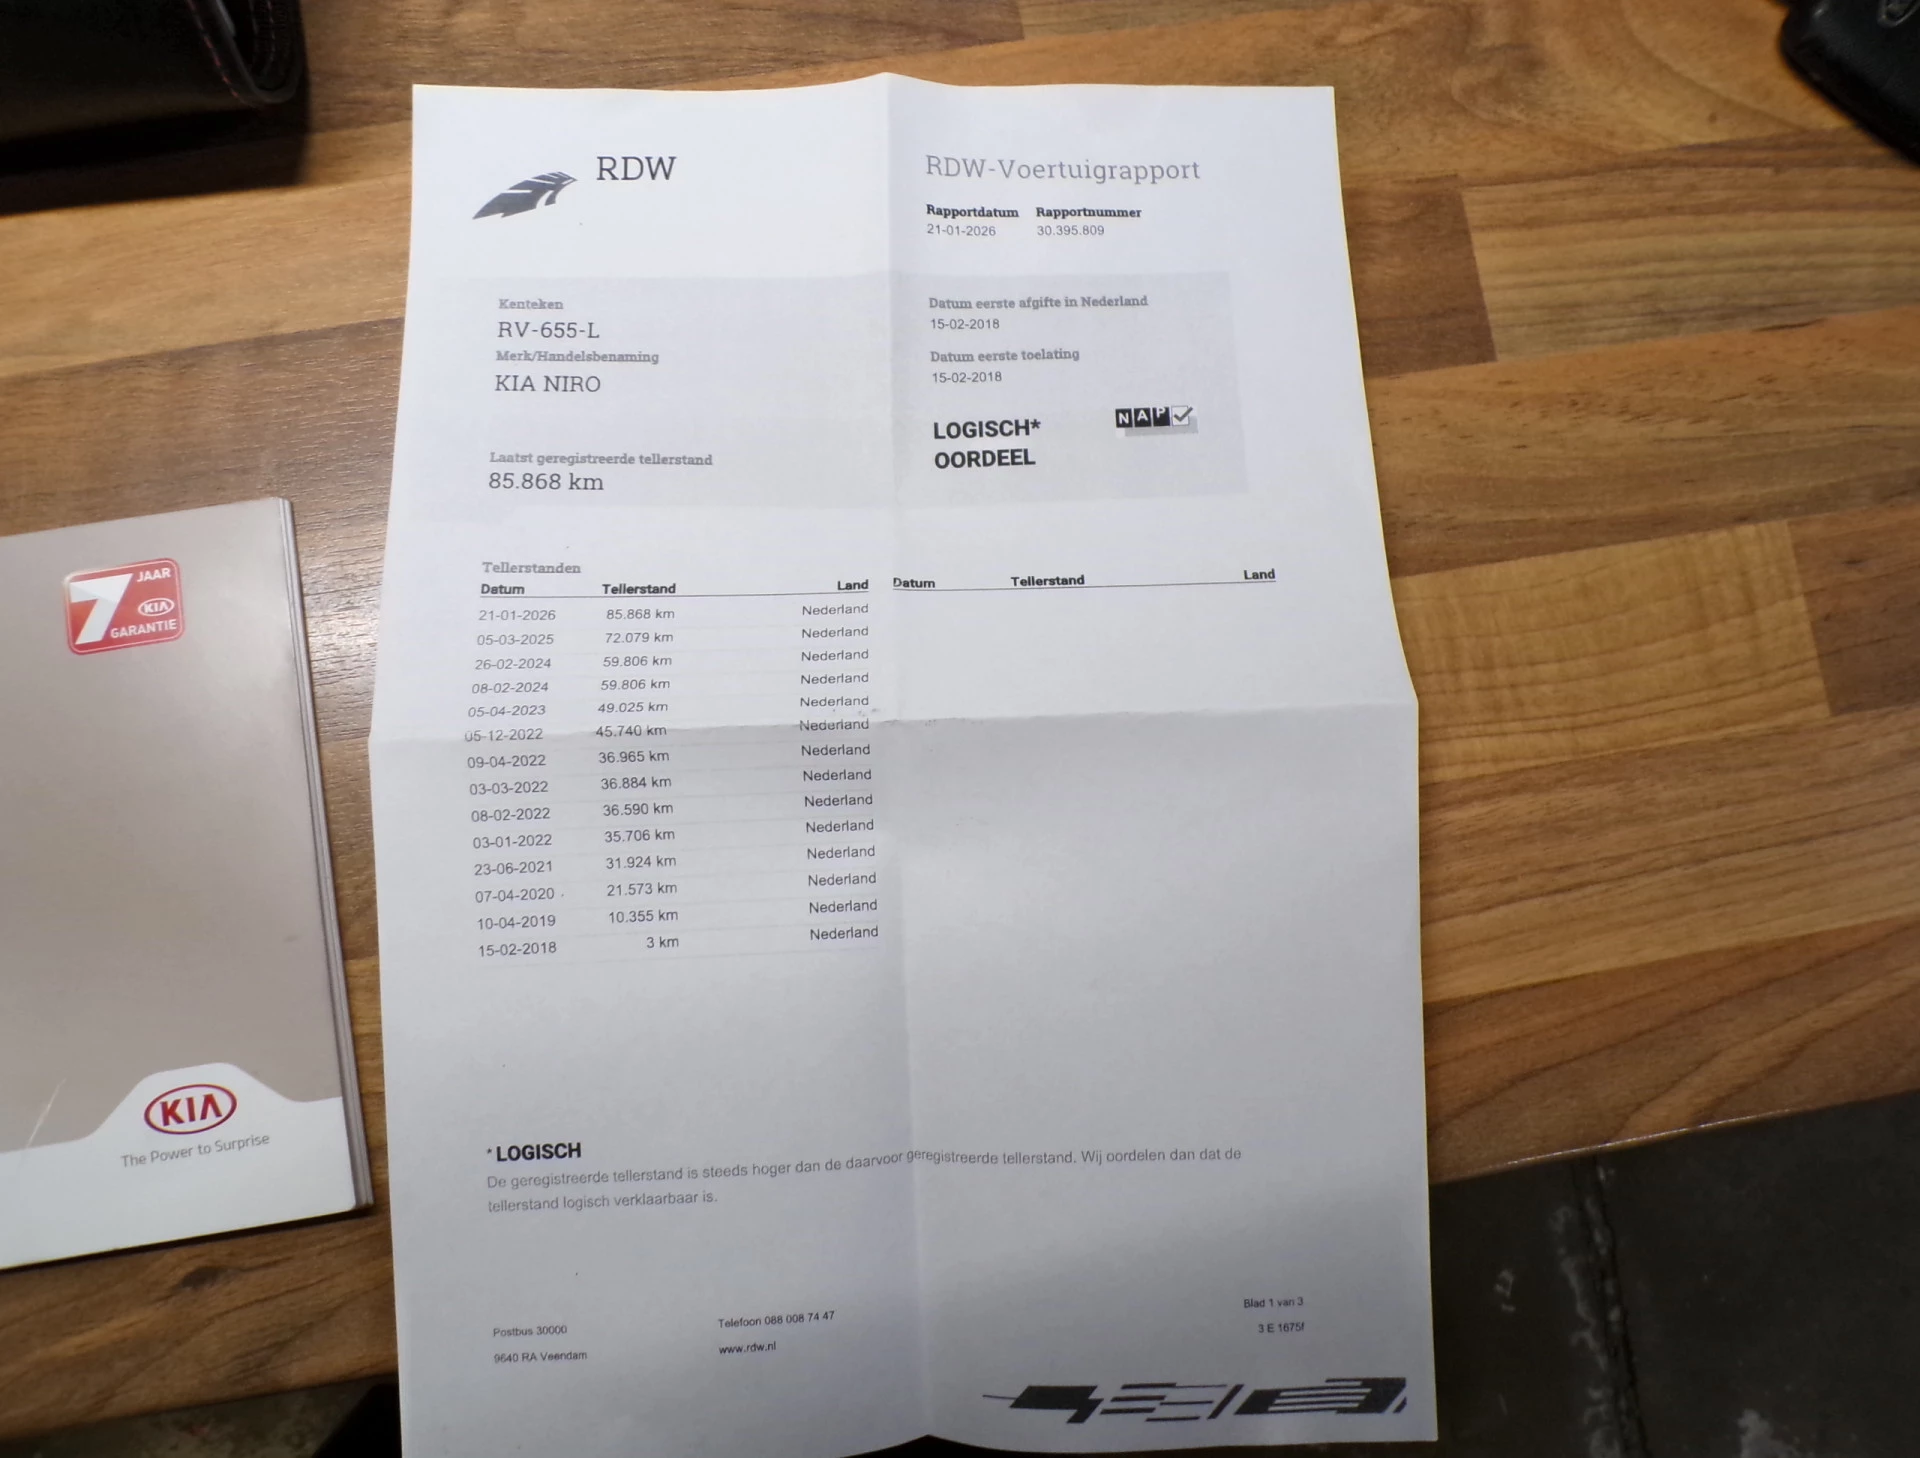 RDW
RDW-Voertuigrapport
Rapportdatum Rapportnummer
21-01-2026 30.395.809
Kenteken
RV-655-L
Merk/Handelsbenaming
KIA NIRO
Laatst geregistreerde tellerstand
85.868 km
Datum eerste afgifte in Nederland
15-02-2018
Datum eerste toelating
15-02-2018
LOGISCH*
OORDEEL
NAP
Tellerstanden
Datum Tellerstand Land Datum Tellerstand Land
21-01-2026 85.868 km Nederland
05-03-2025 72.079 km Nederland
26-02-2024 59.806 km Nederland
08-02-2024 59.806 km Nederland
05-04-2023 49.025 km Nederland
05-12-2022 45.740 km Nederland
09-04-2022 36.965 km Nederland
03-03-2022 36.884 km Nederland
08-02-2022 36.590 km Nederland
03-01-2022 35.706 km Nederland
23-06-2021 31.924 km Nederland
07-04-2020 21.573 km Nederland
10-04-2019 10.355 km Nederland
15-02-2018 3 km Nederland
* LOGISCH
De geregistreerde tellerstand is steeds hoger dan de daarvoor geregistreerde tellerstand. Wij oordelen dan dat de
tellerstand logisch verklaarbaar is.
Postbus 30000
9640 RA Veendam
Telefoon 088 008 74 47
www.rdw.nl
Blad 1 van 3
3 E 1675f
7 JAAR
KIA
GARANTIE
KIA
The Power to Surprise